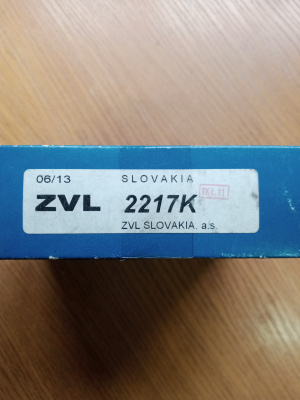 06/13 SLOVAKIA
ZVL 2217K
ZVL SLOVAKIA, a.s.